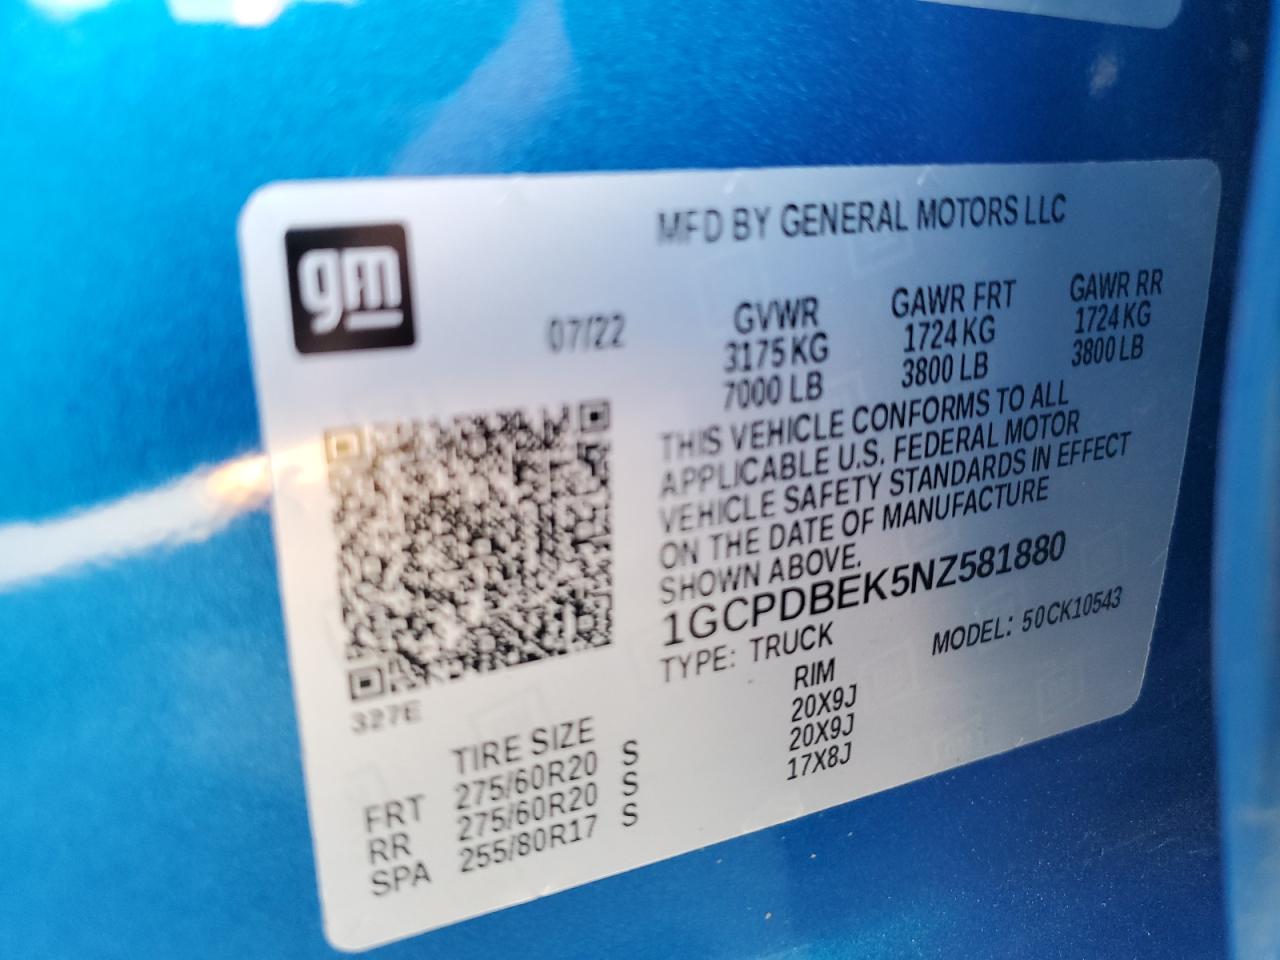 gm
MFD BY GENERAL MOTORS LLC
07/22
GVWR GAWR FRT GAWR RR
3175 KG 1724 KG 1724 KG
7000 LB 3800 LB 3800 LB
THIS VEHICLE CONFORMS TO ALL
APPLICABLE U.S. FEDERAL MOTOR
VEHICLE SAFETY STANDARDS IN EFFECT
ON THE DATE OF MANUFACTURE
SHOWN ABOVE.
1GCPDBEK5NZ581880
TYPE: TRUCK MODEL: 50CK10543
327E
TIRE SIZE RIM
FRT 275/60R20 S 20X9J
RR 275/60R20 S 20X9J
SPA 255/80R17 S 17X8J